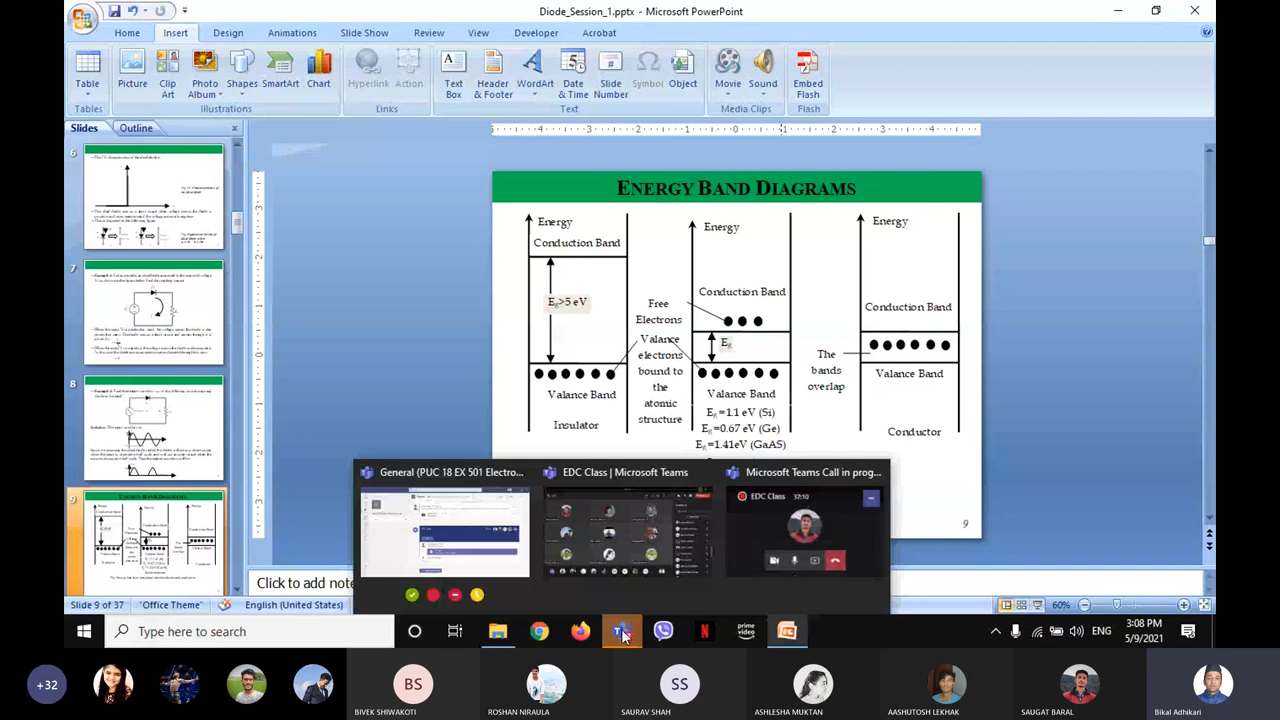 Diode_Session_1.pptx - Microsoft PowerPoint
Home Insert Design Animations Slide Show Review View Developer Acrobat
Table Picture Clip Art Photo Album Shapes SmartArt Chart Hyperlink Action Text Box Header & Footer WordArt Date & Time Slide Number Symbol Object Movie Sound Embed Flash
Tables Illustrations Links Text Media Clips Flash
Slides Outline
6
7
8
9
ENERGY BAND DIAGRAMS
Energy
Conduction Band
Eg>5 eV
Valance Band
Insulator
Free
Electrons
Valance
electrons
bound to
the
atomic
structure
Energy
Conduction Band
Eg
Valance Band
Eg=1.1 eV (Si)
Eg=0.67 eV (Ge)
Eg=1.41eV (GaAS)
The
bands
overlap
Energy
Conduction Band
Valance Band
Conductor
9
General (PUC 18 EX 501 Electro...
EDC Class | Microsoft Teams
Microsoft Teams Call in prog...
EDC Class 37:10
Click to add note
Slide 9 of 37 "Office Theme" English (United States) 60%
Type here to search
prime video
ENG
3:08 PM
5/9/2021
+32
BS
SS
BIVEK SHIWAKOTI
ROSHAN NIRAULA
SAURAV SHAH
ASHLESHA MUKTAN
AASHUTOSH LEKHAK
SAUGAT BARAL
Bikal Adhikari